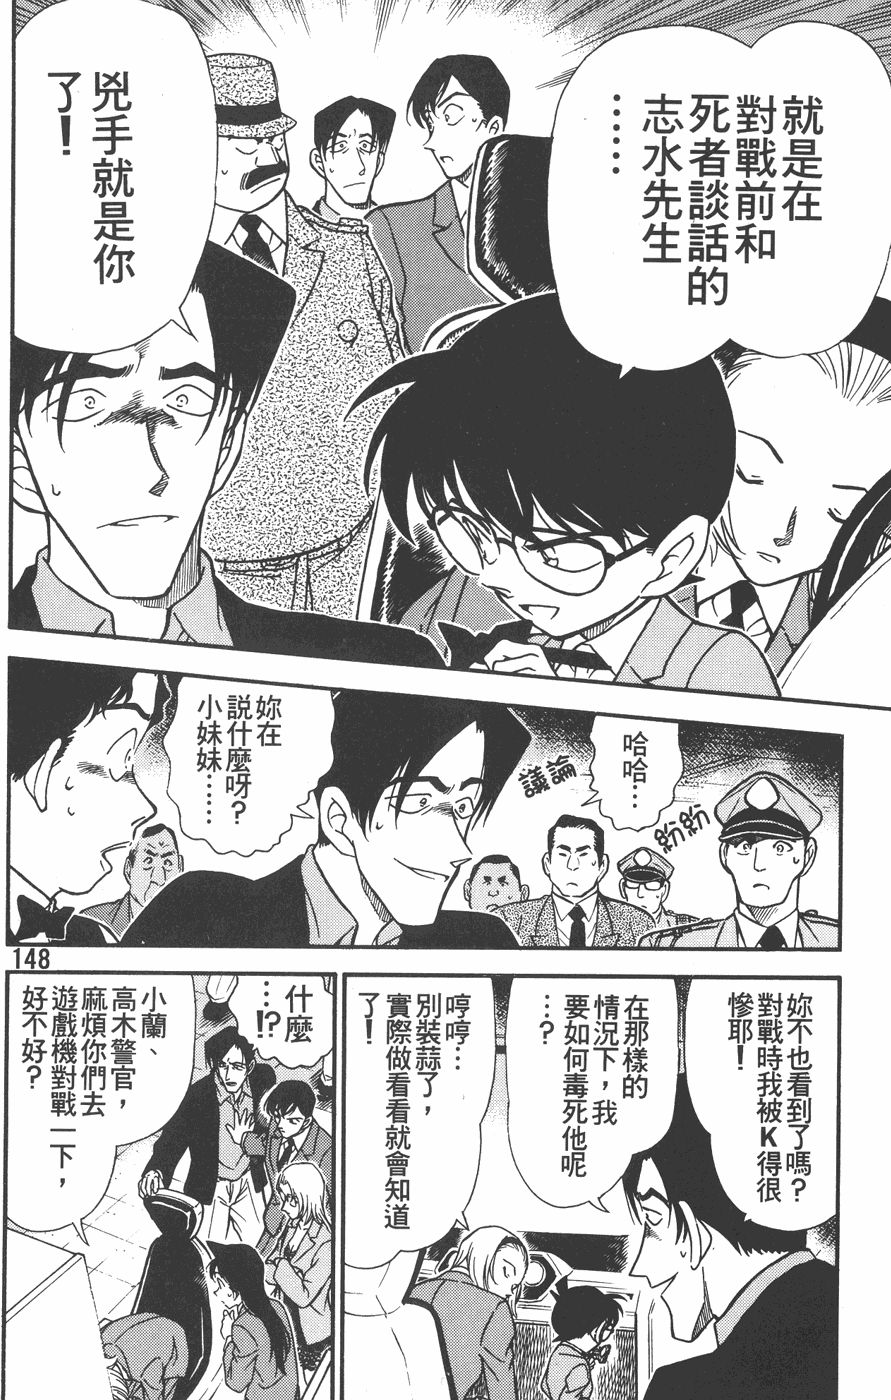 就是在
對戰前和
死者談話的
志水先生
⋯⋯
兇手就是你
了！
哈哈⋯
議論
紛紛
妳在
說什麼呀？
小妹妹⋯⋯
148
妳不也看到了嗎？
對戰時我被K得很
慘耶！
在那樣的
情況下，我
要如何毒死他呢
⋯？
哼哼⋯
別裝蒜了，
實際做看看就會知道
了！
什麼
⋯⁉
小蘭、
高木警官，
麻煩你們去
遊戲機對戰一下，
好不好？